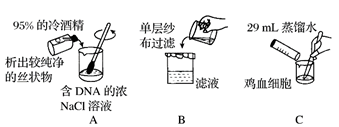 95%的冷酒精
析出较纯净
的丝状物
含DNA的浓
NaCl溶液
A
单层纱
布过滤
滤液
B
29 mL蒸馏水
鸡血细胞
C